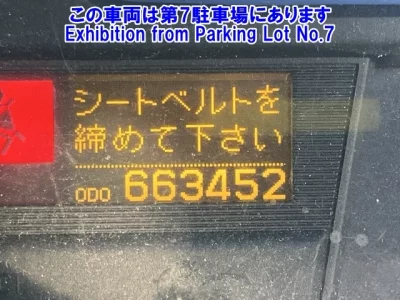 この車両は第7駐車場にあります
Exhibition from Parking Lot No.7
シートベルトを
締めて下さい
ODO 663452